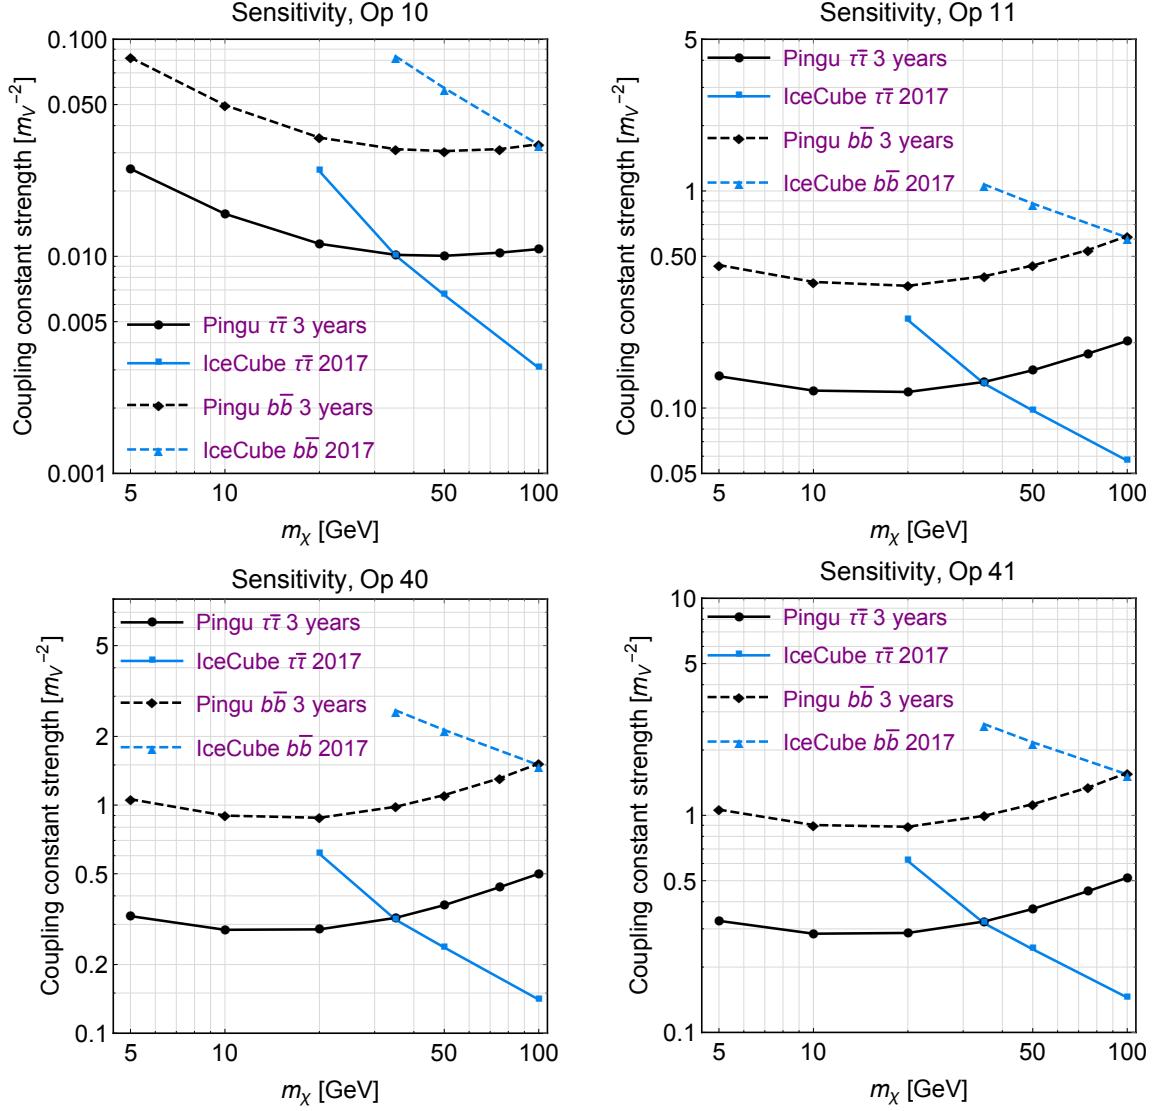 Sensitivity, Op 10
Coupling constant strength [m_V^-2]
0.100
0.050
0.010
0.005
0.001
Pingu ττ̄ 3 years
IceCube ττ̄ 2017
Pingu bb̄ 3 years
IceCube bb̄ 2017
5 10 50 100
m_χ [GeV]
Sensitivity, Op 11
Coupling constant strength [m_V^-2]
5
1
0.50
0.10
0.05
Pingu ττ̄ 3 years
IceCube ττ̄ 2017
Pingu bb̄ 3 years
IceCube bb̄ 2017
5 10 50 100
m_χ [GeV]
Sensitivity, Op 40
Coupling constant strength [m_V^-2]
5
2
1
0.5
0.2
0.1
Pingu ττ̄ 3 years
IceCube ττ̄ 2017
Pingu bb̄ 3 years
IceCube bb̄ 2017
5 10 50 100
m_χ [GeV]
Sensitivity, Op 41
Coupling constant strength [m_V^-2]
10
5
1
0.5
0.1
Pingu ττ̄ 3 years
IceCube ττ̄ 2017
Pingu bb̄ 3 years
IceCube bb̄ 2017
5 10 50 100
m_χ [GeV]